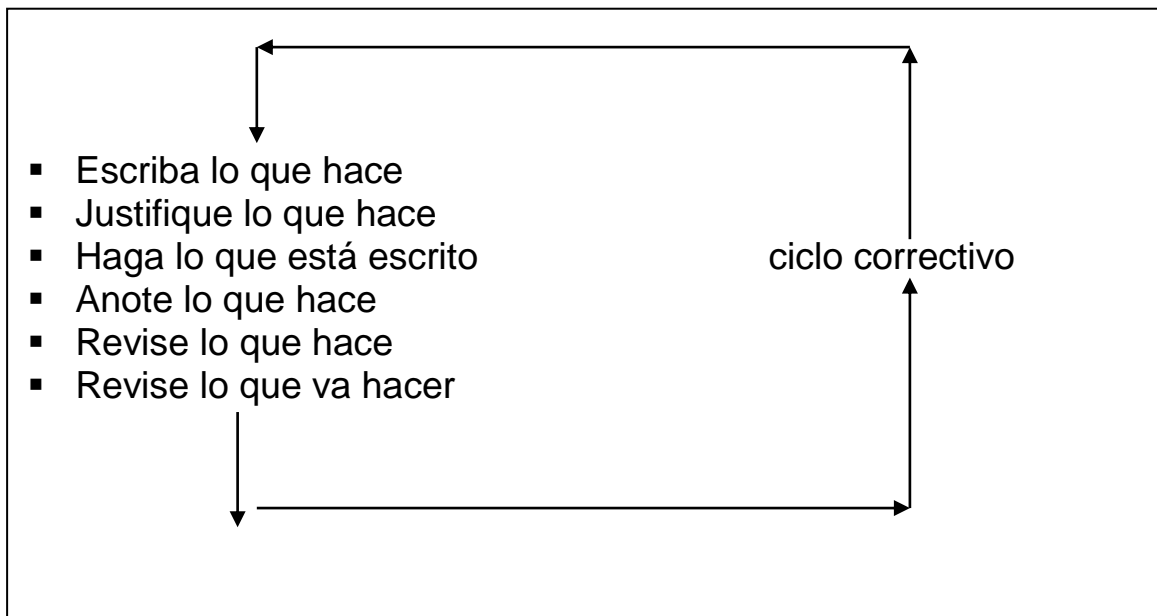 ▪ Escriba lo que hace
▪ Justifique lo que hace
▪ Haga lo que está escrito
ciclo correctivo
▪ Anote lo que hace
▪ Revise lo que hace
▪ Revise lo que va hacer